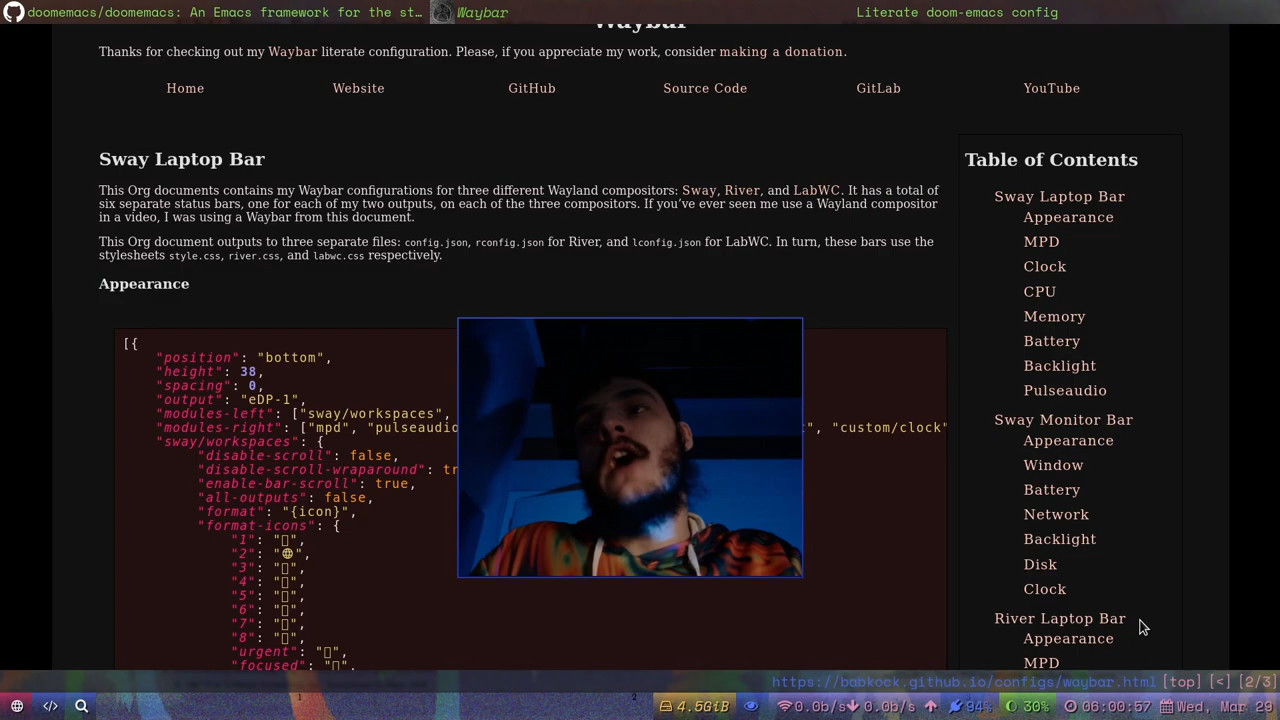 doomemacs/doomemacs: An Emacs framework for the st…
Waybar
Literate doom-emacs config
Waybar
Thanks for checking out my Waybar literate configuration. Please, if you appreciate my work, consider making a donation.
Home Website GitHub Source Code GitLab YouTube
Sway Laptop Bar
This Org documents contains my Waybar configurations for three different Wayland compositors: Sway, River, and LabWC. It has a total of
six separate status bars, one for each of my two outputs, on each of the three compositors. If you've ever seen me use a Wayland compositor
in a video, I was using a Waybar from this document.
This Org document outputs to three separate files: config.json, rconfig.json for River, and lconfig.json for LabWC. In turn, these bars use the
stylesheets style.css, river.css, and labwc.css respectively.
Appearance
[{
"position": "bottom",
"height": 38,
"spacing": 0,
"output": "eDP-1",
"modules-left": ["sway/workspaces",
"modules-right": ["mpd", "pulseaudio ", "custom/clock"
"sway/workspaces": {
"disable-scroll": false,
"disable-scroll-wraparound": tr
"enable-bar-scroll": true,
"all-outputs": false,
"format": "{icon}",
"format-icons": {
"1": "",
"2": "",
"3": "",
"4": "",
"5": "",
"6": "",
"7": "",
"8": "",
"urgent": "",
"focused": "",
Table of Contents
Sway Laptop Bar
Appearance
MPD
Clock
CPU
Memory
Battery
Backlight
Pulseaudio
Sway Monitor Bar
Appearance
Window
Battery
Network
Backlight
Disk
Clock
River Laptop Bar
Appearance
MPD
https://babkock.github.io/configs/waybar.html [top] [<] [2/3]
1 2 4.5GiB 0.0b/s 0.0b/s 94% 30% 06:00:57 Wed, Mar 29